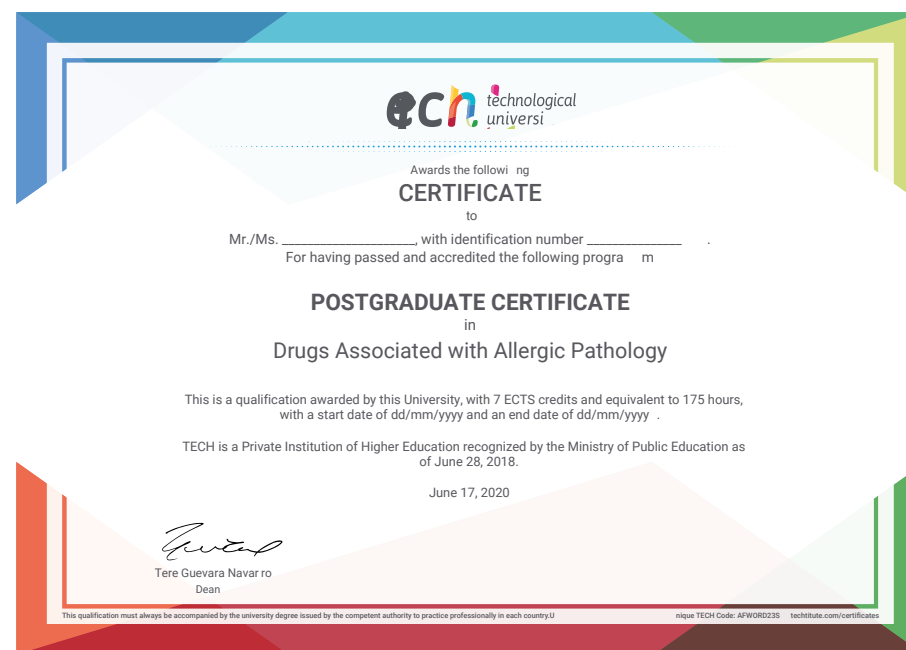 tech technological
universi
Awards the followi ng
CERTIFICATE
to
Mr./Ms. ____________________, with identification number ______________ .
For having passed and accredited the following progra m
POSTGRADUATE CERTIFICATE
in
Drugs Associated with Allergic Pathology
This is a qualification awarded by this University, with 7 ECTS credits and equivalent to 175 hours,
with a start date of dd/mm/yyyy and an end date of dd/mm/yyyy .
TECH is a Private Institution of Higher Education recognized by the Ministry of Public Education as
of June 28, 2018.
June 17, 2020
Tere Guevara Navar ro
Dean
This qualification must always be accompanied by the university degree issued by the competent authority to practice professionally in each country.U nique TECH Code: AFWORD23S techtitute.com/certificates